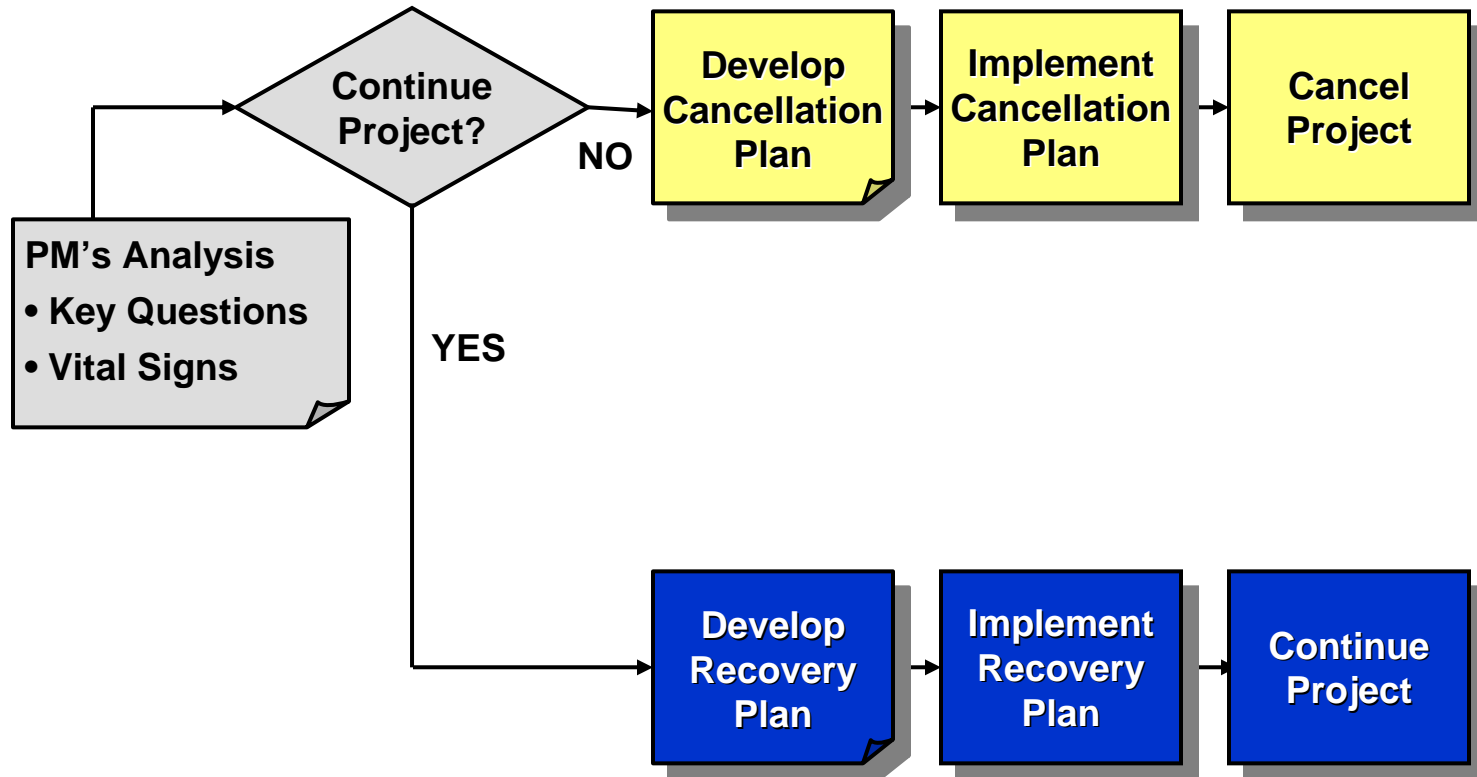 Continue
Project?
NO
Develop
Cancellation
Plan
Implement
Cancellation
Plan
Cancel
Project
PM’s Analysis
• Key Questions
• Vital Signs
YES
Develop
Recovery
Plan
Implement
Recovery
Plan
Continue
Project